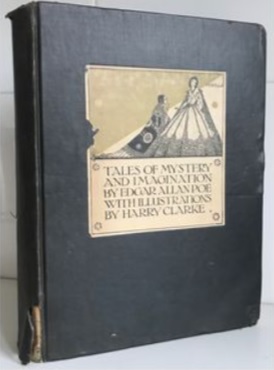 TALES OF MYSTERY
AND IMAGINATION
BY EDGAR ALLAN POE
WITH ILLUSTRATIONS
BY HARRY CLARKE